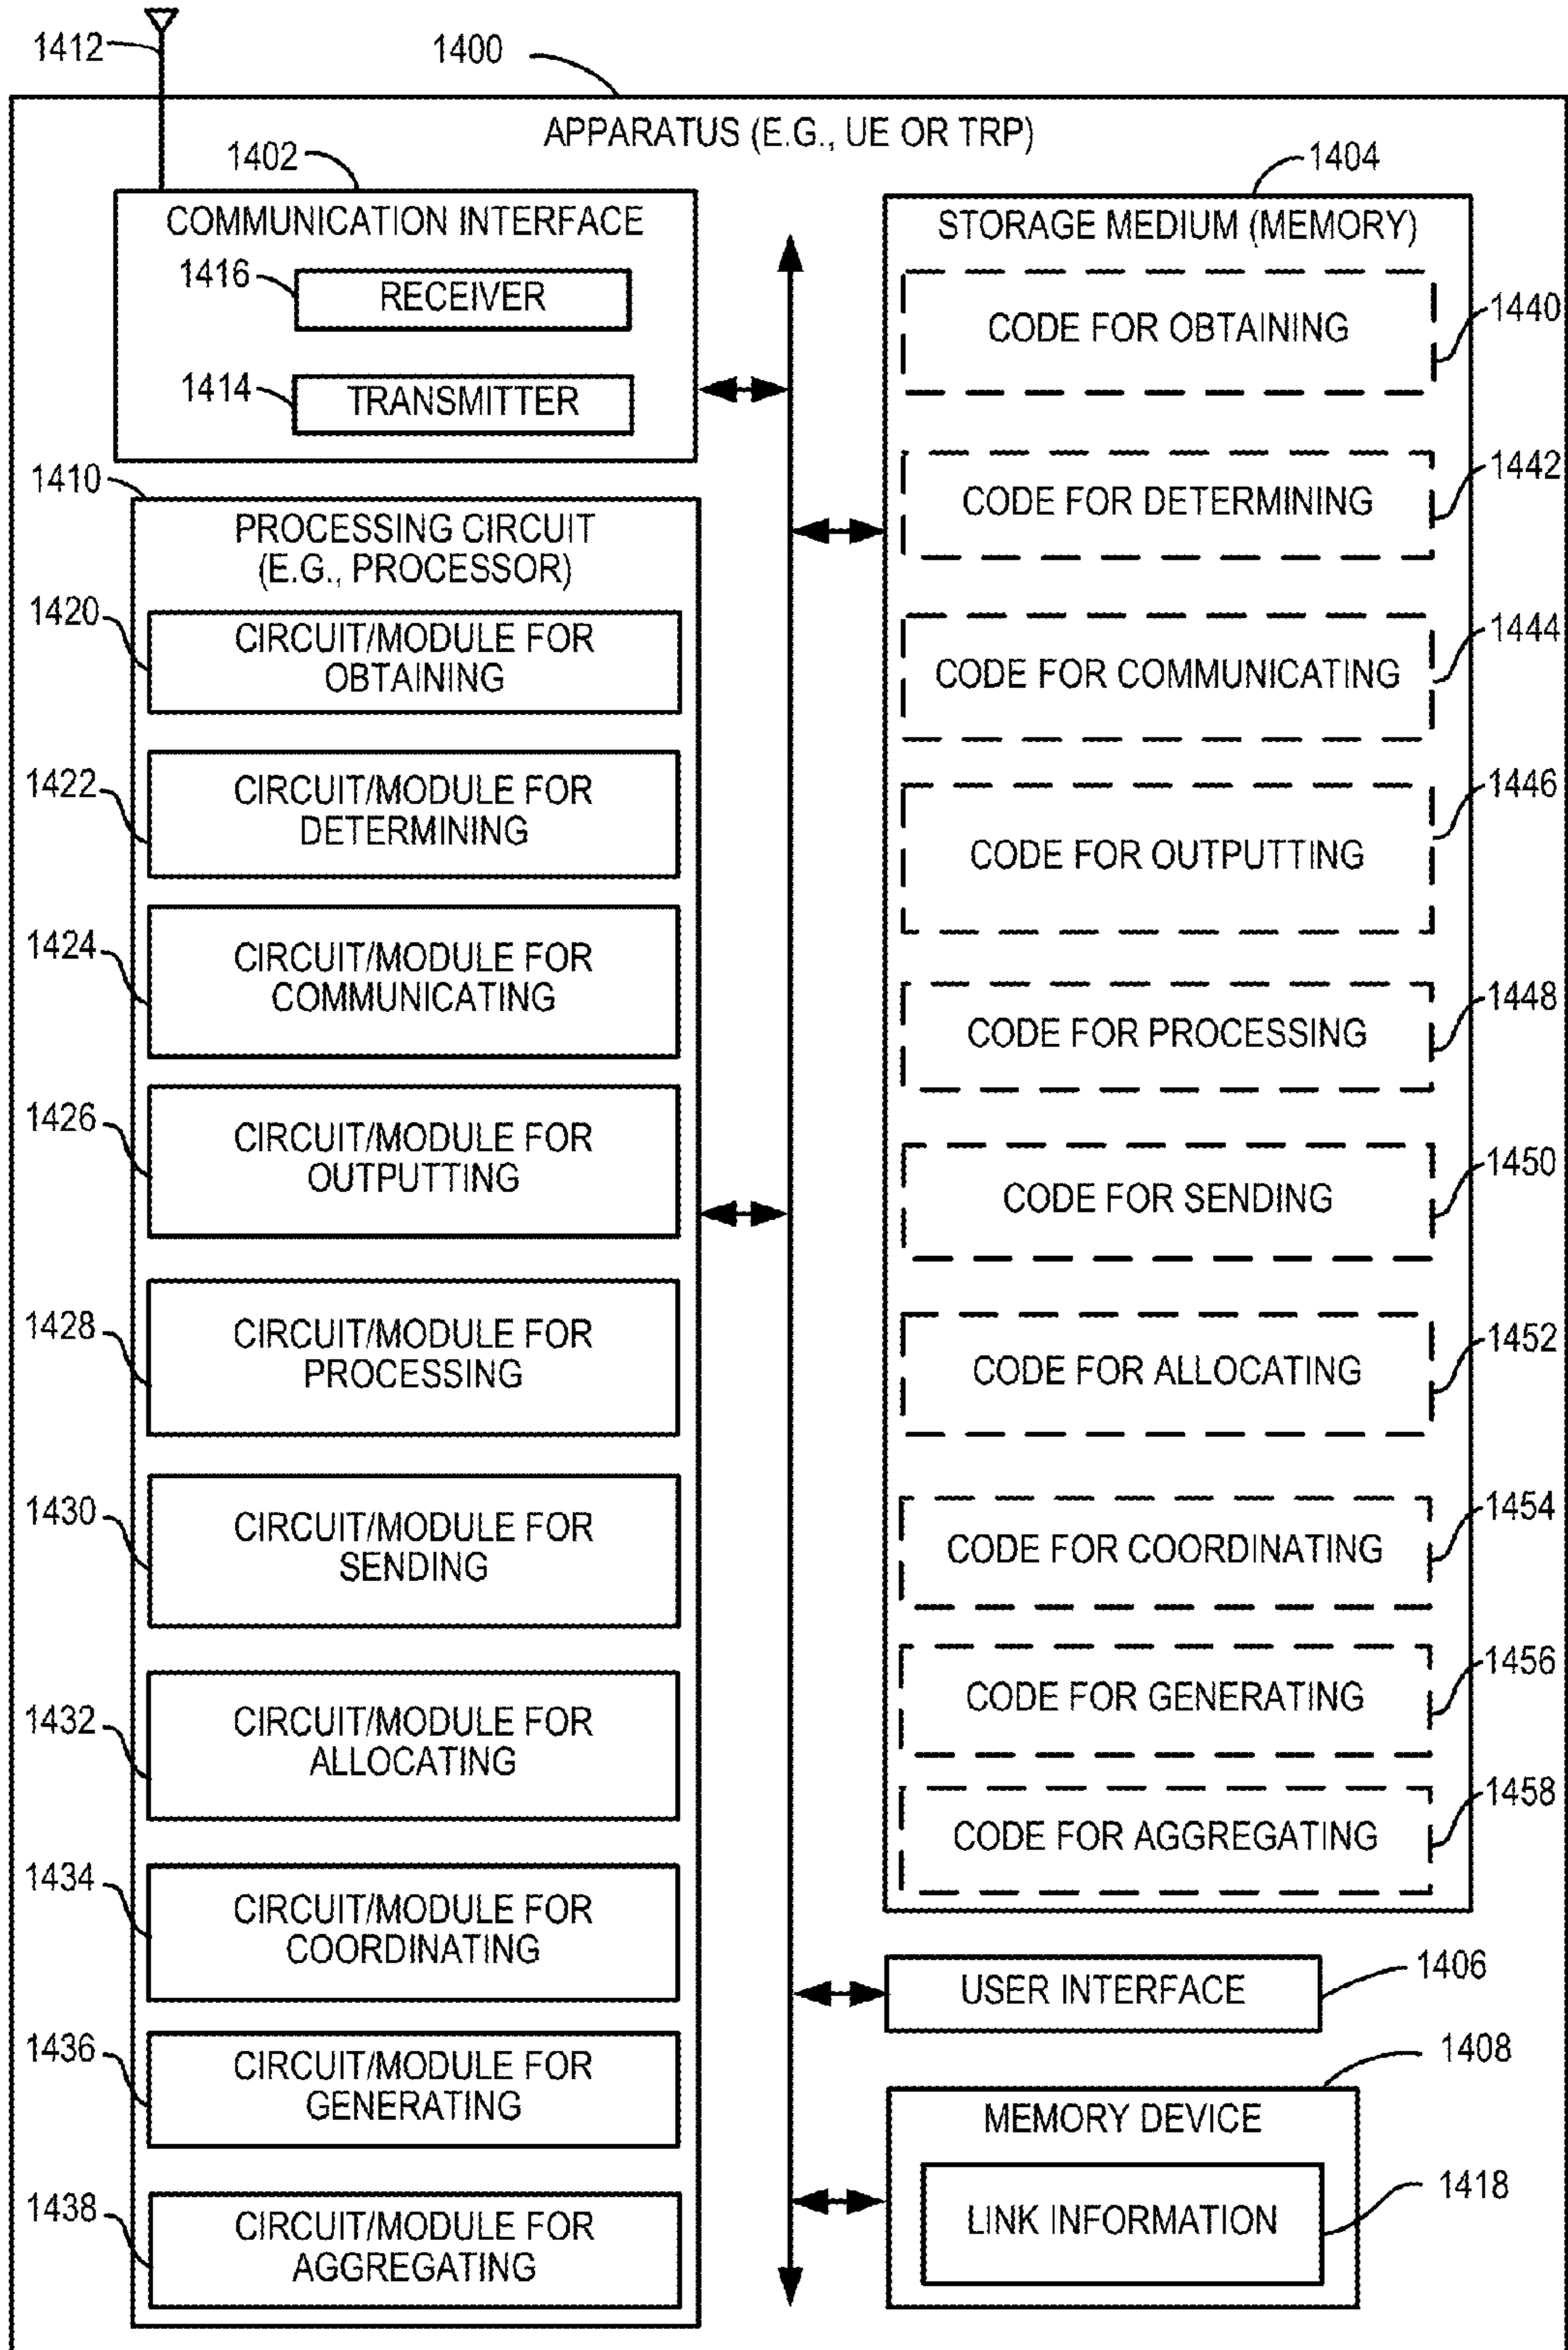 1412
1400
APPARATUS (E.G., UE OR TRP)
1402
COMMUNICATION INTERFACE
1416
RECEIVER
1414
TRANSMITTER
1410
PROCESSING CIRCUIT
(E.G., PROCESSOR)
1420
CIRCUIT/MODULE FOR
OBTAINING
1422
CIRCUIT/MODULE FOR
DETERMINING
1424
CIRCUIT/MODULE FOR
COMMUNICATING
1426
CIRCUIT/MODULE FOR
OUTPUTTING
1428
CIRCUIT/MODULE FOR
PROCESSING
1430
CIRCUIT/MODULE FOR
SENDING
1432
CIRCUIT/MODULE FOR
ALLOCATING
1434
CIRCUIT/MODULE FOR
COORDINATING
1436
CIRCUIT/MODULE FOR
GENERATING
1438
CIRCUIT/MODULE FOR
AGGREGATING
1404
STORAGE MEDIUM (MEMORY)
CODE FOR OBTAINING
1440
CODE FOR DETERMINING
1442
CODE FOR COMMUNICATING
1444
CODE FOR OUTPUTTING
1446
CODE FOR PROCESSING
1448
CODE FOR SENDING
1450
CODE FOR ALLOCATING
1452
CODE FOR COORDINATING
1454
CODE FOR GENERATING
1456
CODE FOR AGGREGATING
1458
USER INTERFACE
1406
1408
MEMORY DEVICE
LINK INFORMATION
1418